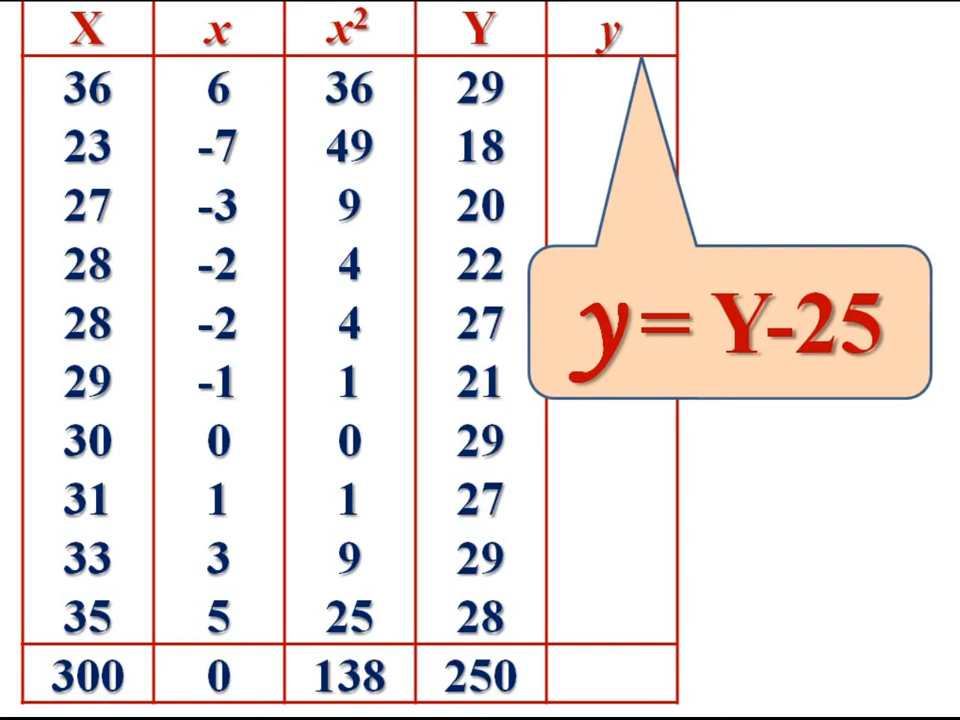 X x x² Y y
36 6 36 29
23 -7 49 18
27 -3 9 20
28 -2 4 22
28 -2 4 27
29 -1 1 21
30 0 0 29
31 1 1 27
33 3 9 29
35 5 25 28
300 0 138 250
y= Y-25